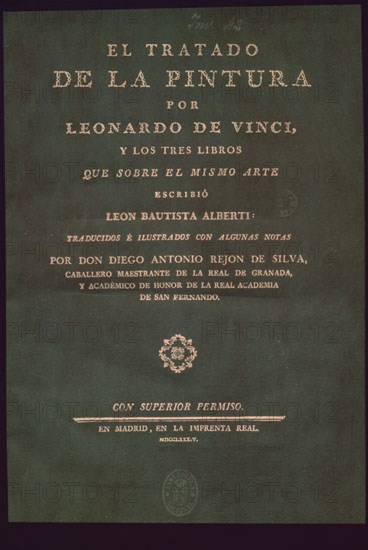 EL TRATADO
DE LA PINTURA
POR
LEONARDO DE VINCI,
Y LOS TRES LIBROS
QUE SOBRE EL MISMO ARTE
ESCRIBIÓ
LEON BAUTISTA ALBERTI:
TRADUCIDOS É ILUSTRADOS CON ALGUNAS NOTAS
POR DON DIEGO ANTONIO REJON DE SILVA,
CABALLERO MAESTRANTE DE LA REAL DE GRANADA,
Y ACADÉMICO DE HONOR DE LA REAL ACADEMIA
DE SAN FERNANDO.
CON SUPERIOR PERMISO.
EN MADRID, EN LA IMPRENTA REAL.
MDCCLXXXIV.